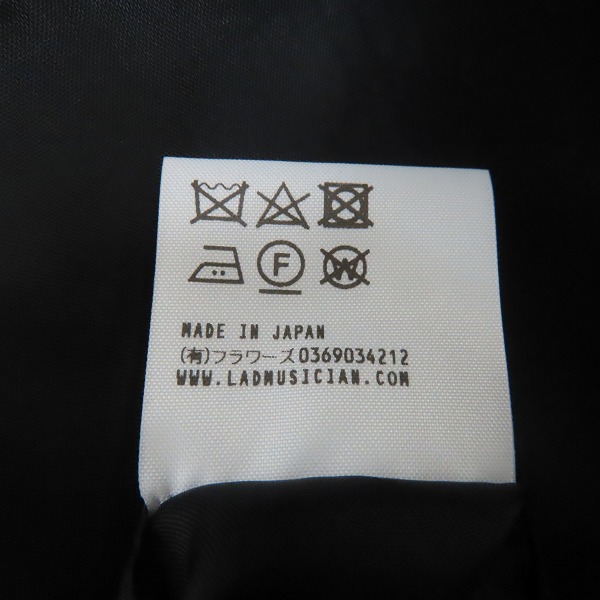 F
W
MADE IN JAPAN
(有)フラワーズ0369034212
WWW.LADMUSICIAN.COM